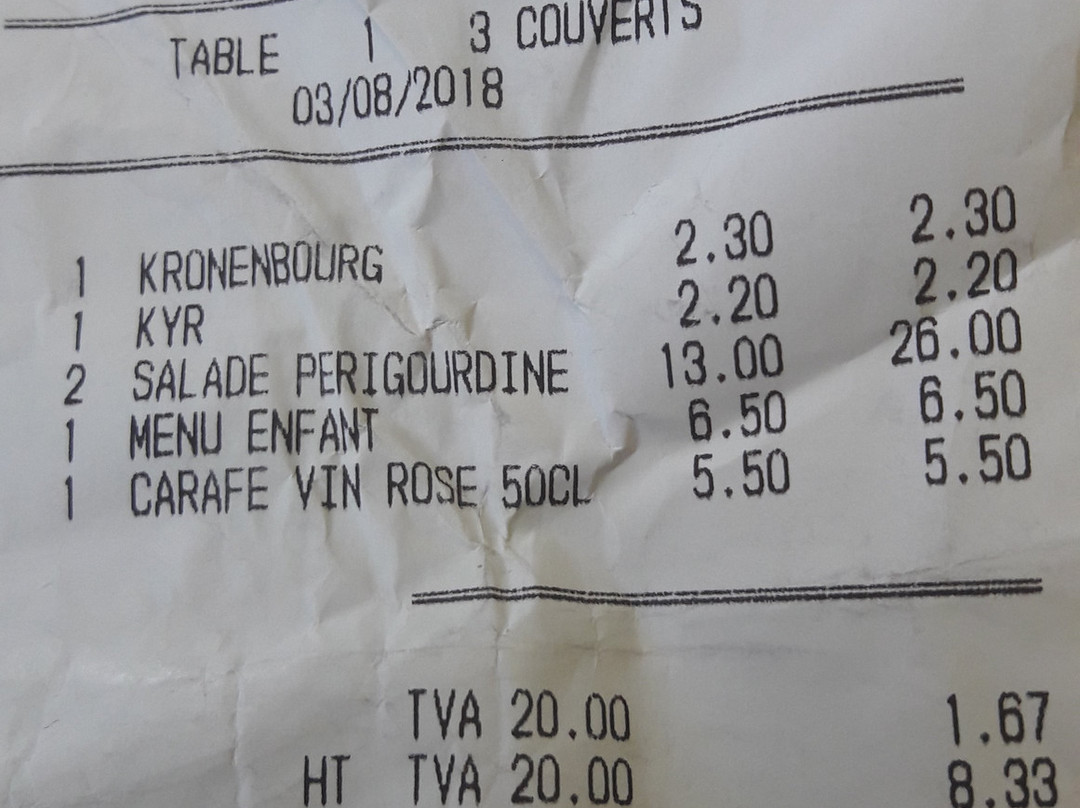 TABLE 1 3 COUVERTS
03/08/2018
1 KRONENBOURG 2.30 2.30
1 KYR 2.20 2.20
2 SALADE PERIGOURDINE 13.00 26.00
1 MENU ENFANT 6.50 6.50
1 CARAFE VIN ROSE 50CL 5.50 5.50
TVA 20.00 1.67
HT TVA 20.00 8.33